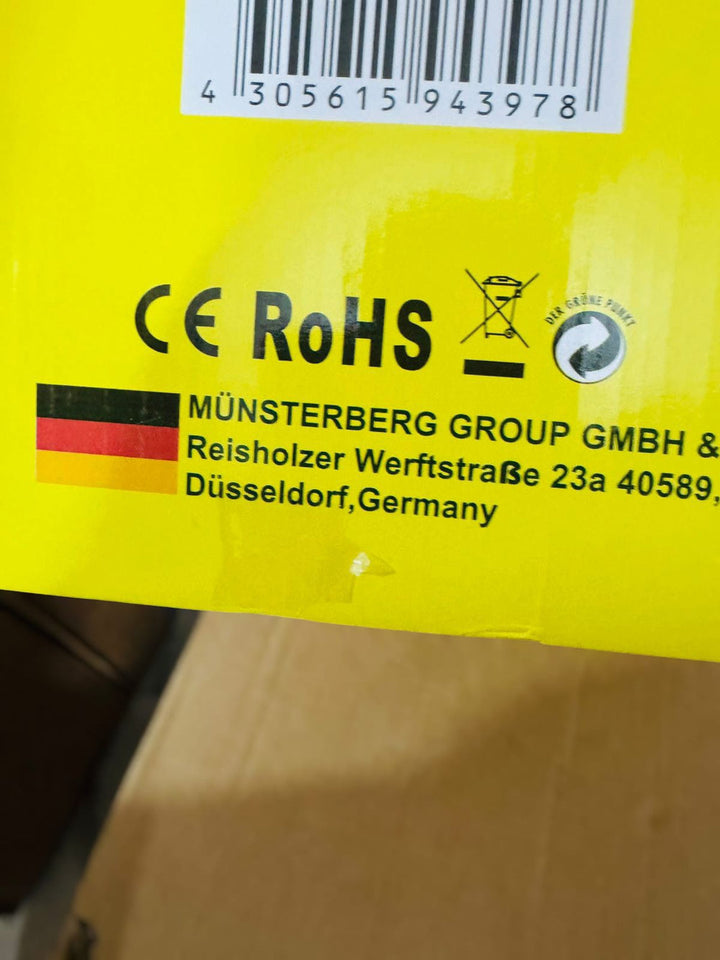 4 305615 943978
CE RoHS
DER GRÜNE PUNKT
MÜNSTERBERG GROUP GMBH &
Reisholzer Werftstraße 23a 40589,
Düsseldorf,Germany